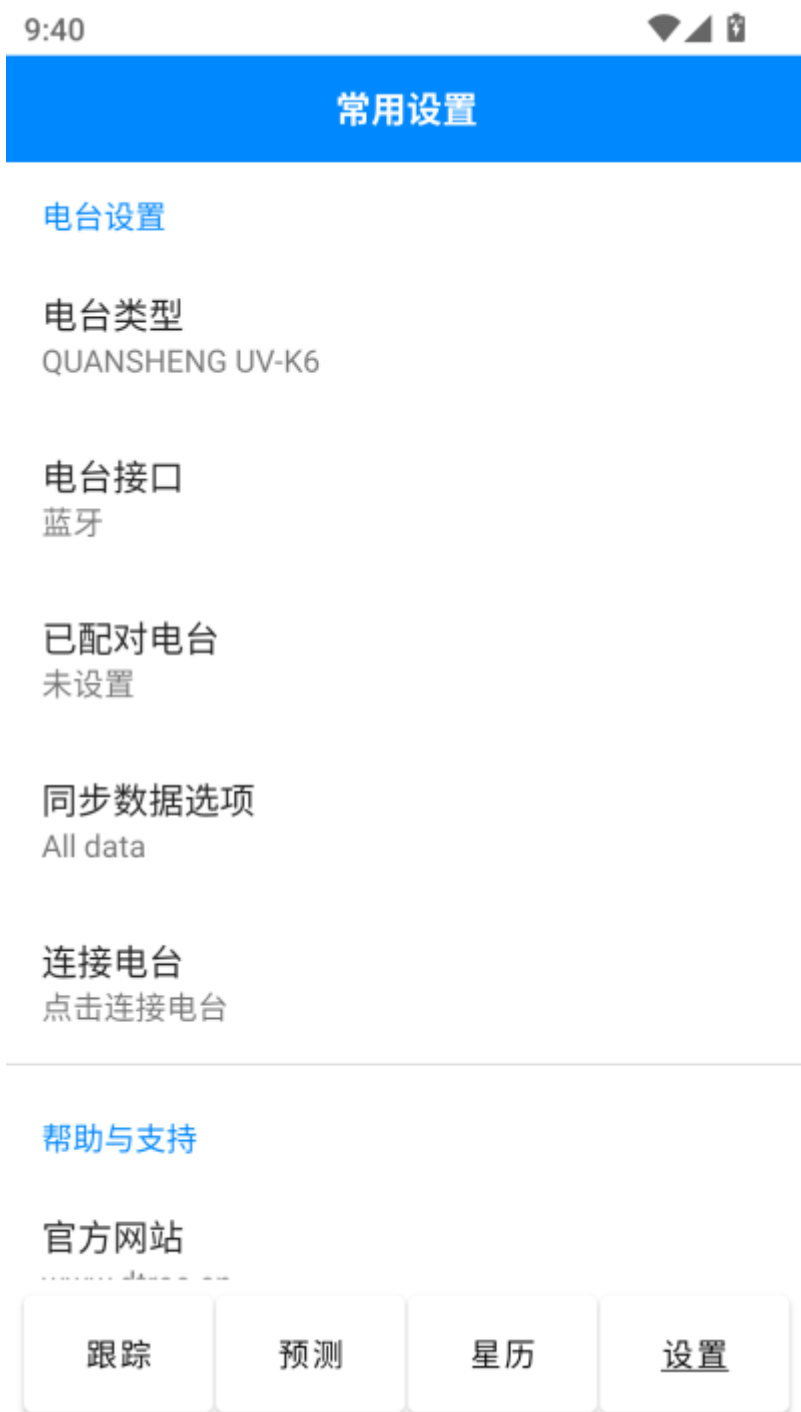 9:40
常用设置
电台设置
电台类型
QUANSHENG UV-K6
电台接口
蓝牙
已配对电台
未设置
同步数据选项
All data
连接电台
点击连接电台
帮助与支持
官方网站
跟踪
预测
星历
设置